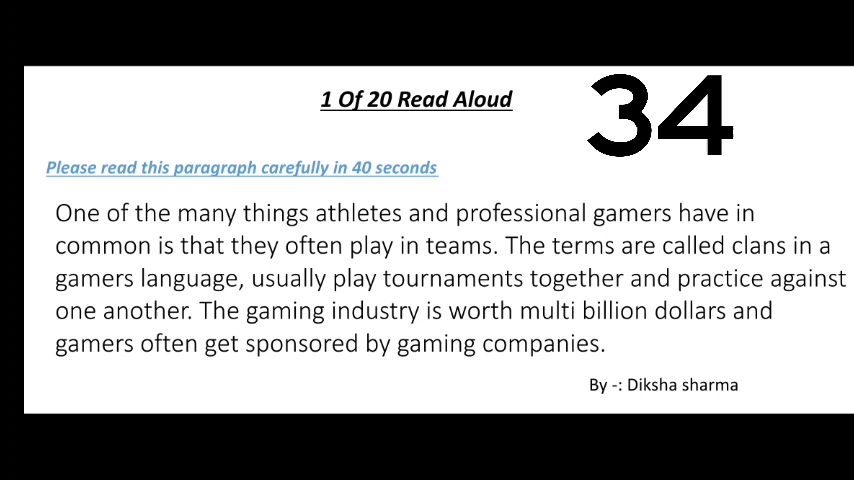 1 Of 20 Read Aloud
34
Please read this paragraph carefully in 40 seconds
One of the many things athletes and professional gamers have in
common is that they often play in teams. The terms are called clans in a
gamers language, usually play tournaments together and practice against
one another. The gaming industry is worth multi billion dollars and
gamers often get sponsored by gaming companies.
By -: Diksha sharma